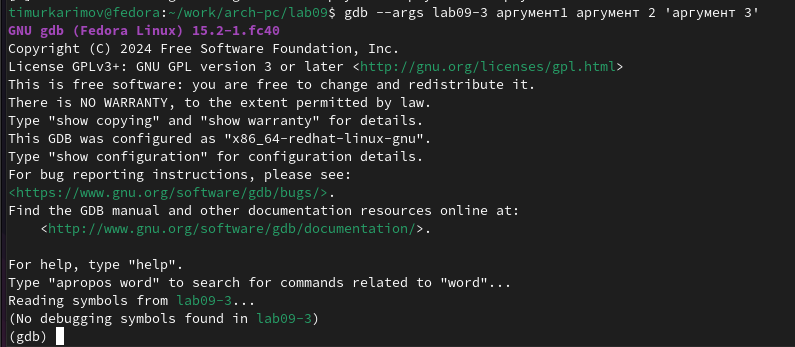 timurkarimov@fedora:~/work/arch-pc/lab09$ gdb --args lab09-3 аргумент1 аргумент 2 'аргумент 3'
GNU gdb (Fedora Linux) 15.2-1.fc40
Copyright (C) 2024 Free Software Foundation, Inc.
License GPLv3+: GNU GPL version 3 or later <http://gnu.org/licenses/gpl.html>
This is free software: you are free to change and redistribute it.
There is NO WARRANTY, to the extent permitted by law.
Type "show copying" and "show warranty" for details.
This GDB was configured as "x86_64-redhat-linux-gnu".
Type "show configuration" for configuration details.
For bug reporting instructions, please see:
<https://www.gnu.org/software/gdb/bugs/>.
Find the GDB manual and other documentation resources online at:
    <http://www.gnu.org/software/gdb/documentation/>.

For help, type "help".
Type "apropos word" to search for commands related to "word"...
Reading symbols from lab09-3...
(No debugging symbols found in lab09-3)
(gdb)